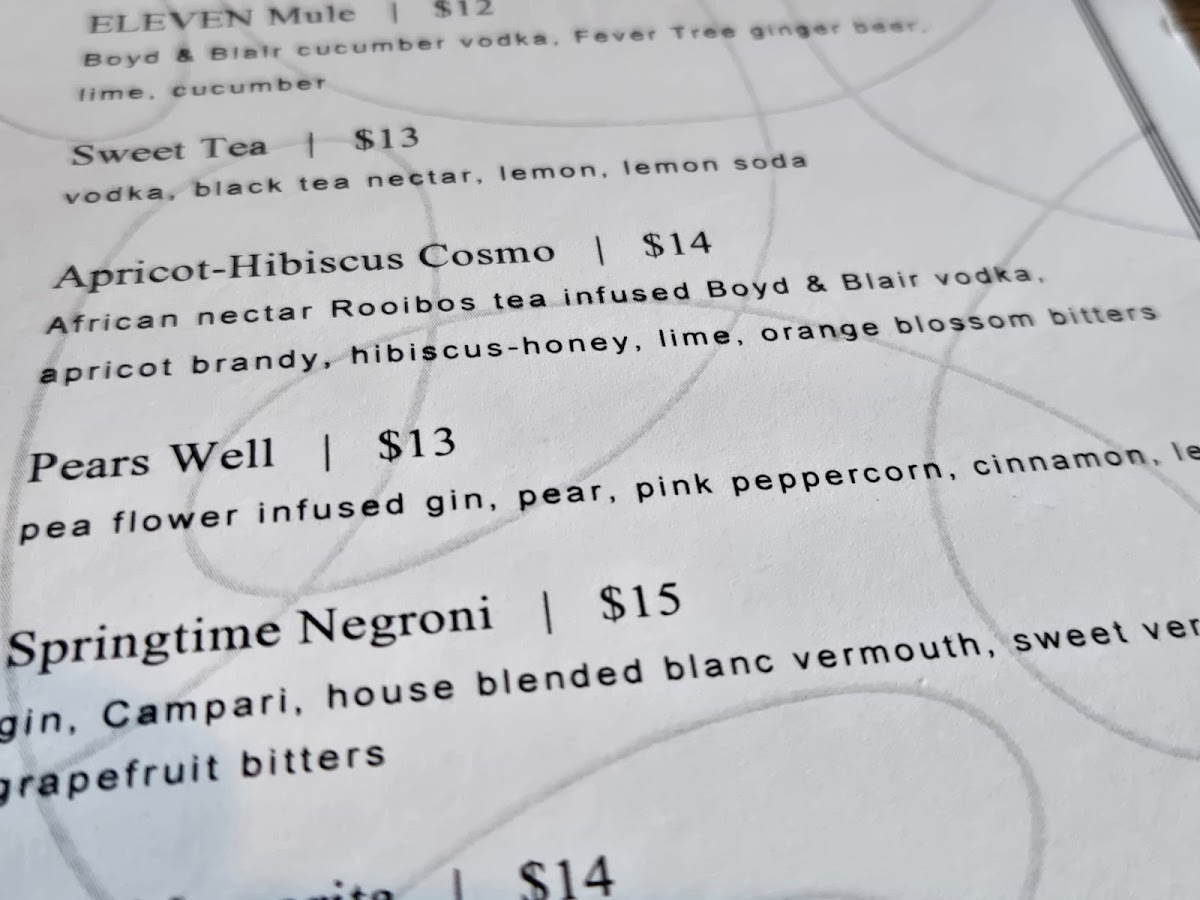 ELEVEN Mule | $12
Boyd & Blair cucumber vodka, Fever Tree ginger beer,
lime, cucumber
Sweet Tea | $13
vodka, black tea nectar, lemon, lemon soda
Apricot-Hibiscus Cosmo | $14
African nectar Rooibos tea infused Boyd & Blair vodka,
apricot brandy, hibiscus-honey, lime, orange blossom bitters
Pears Well | $13
pea flower infused gin, pear, pink peppercorn, cinnamon, le
Springtime Negroni | $15
gin, Campari, house blended blanc vermouth, sweet ver
grapefruit bitters
| $14